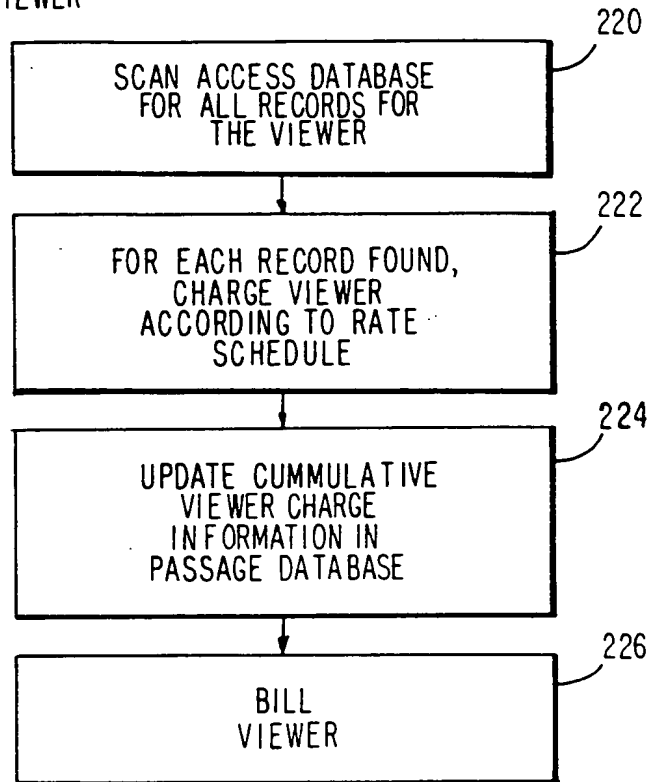 220
SCAN ACCESS DATABASE
FOR ALL RECORDS FOR
THE VIEWER
222
FOR EACH RECORD FOUND,
CHARGE VIEWER
ACCORDING TO RATE
SCHEDULE
224
UPDATE CUMMULATIVE
VIEWER CHARGE
INFORMATION IN
PASSAGE DATABASE
226
BILL
VIEWER